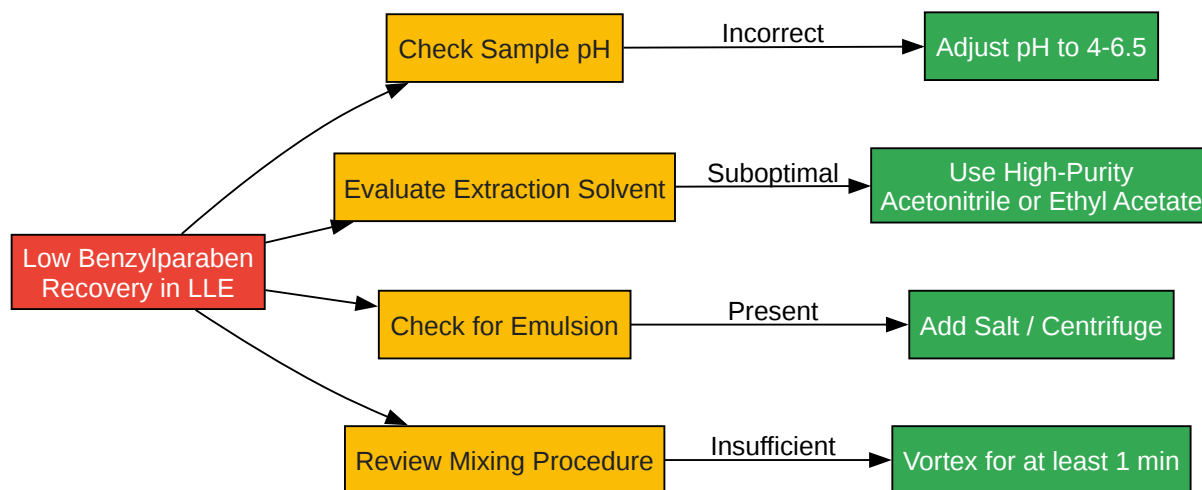 Check Sample pH
Incorrect
Adjust pH to 4-6.5
Evaluate Extraction Solvent
Suboptimal
Use High-Purity
Acetonitrile or Ethyl Acetate
Low Benzylparaben
Recovery in LLE
Check for Emulsion
Present
Add Salt / Centrifuge
Review Mixing Procedure
Insufficient
Vortex for at least 1 min